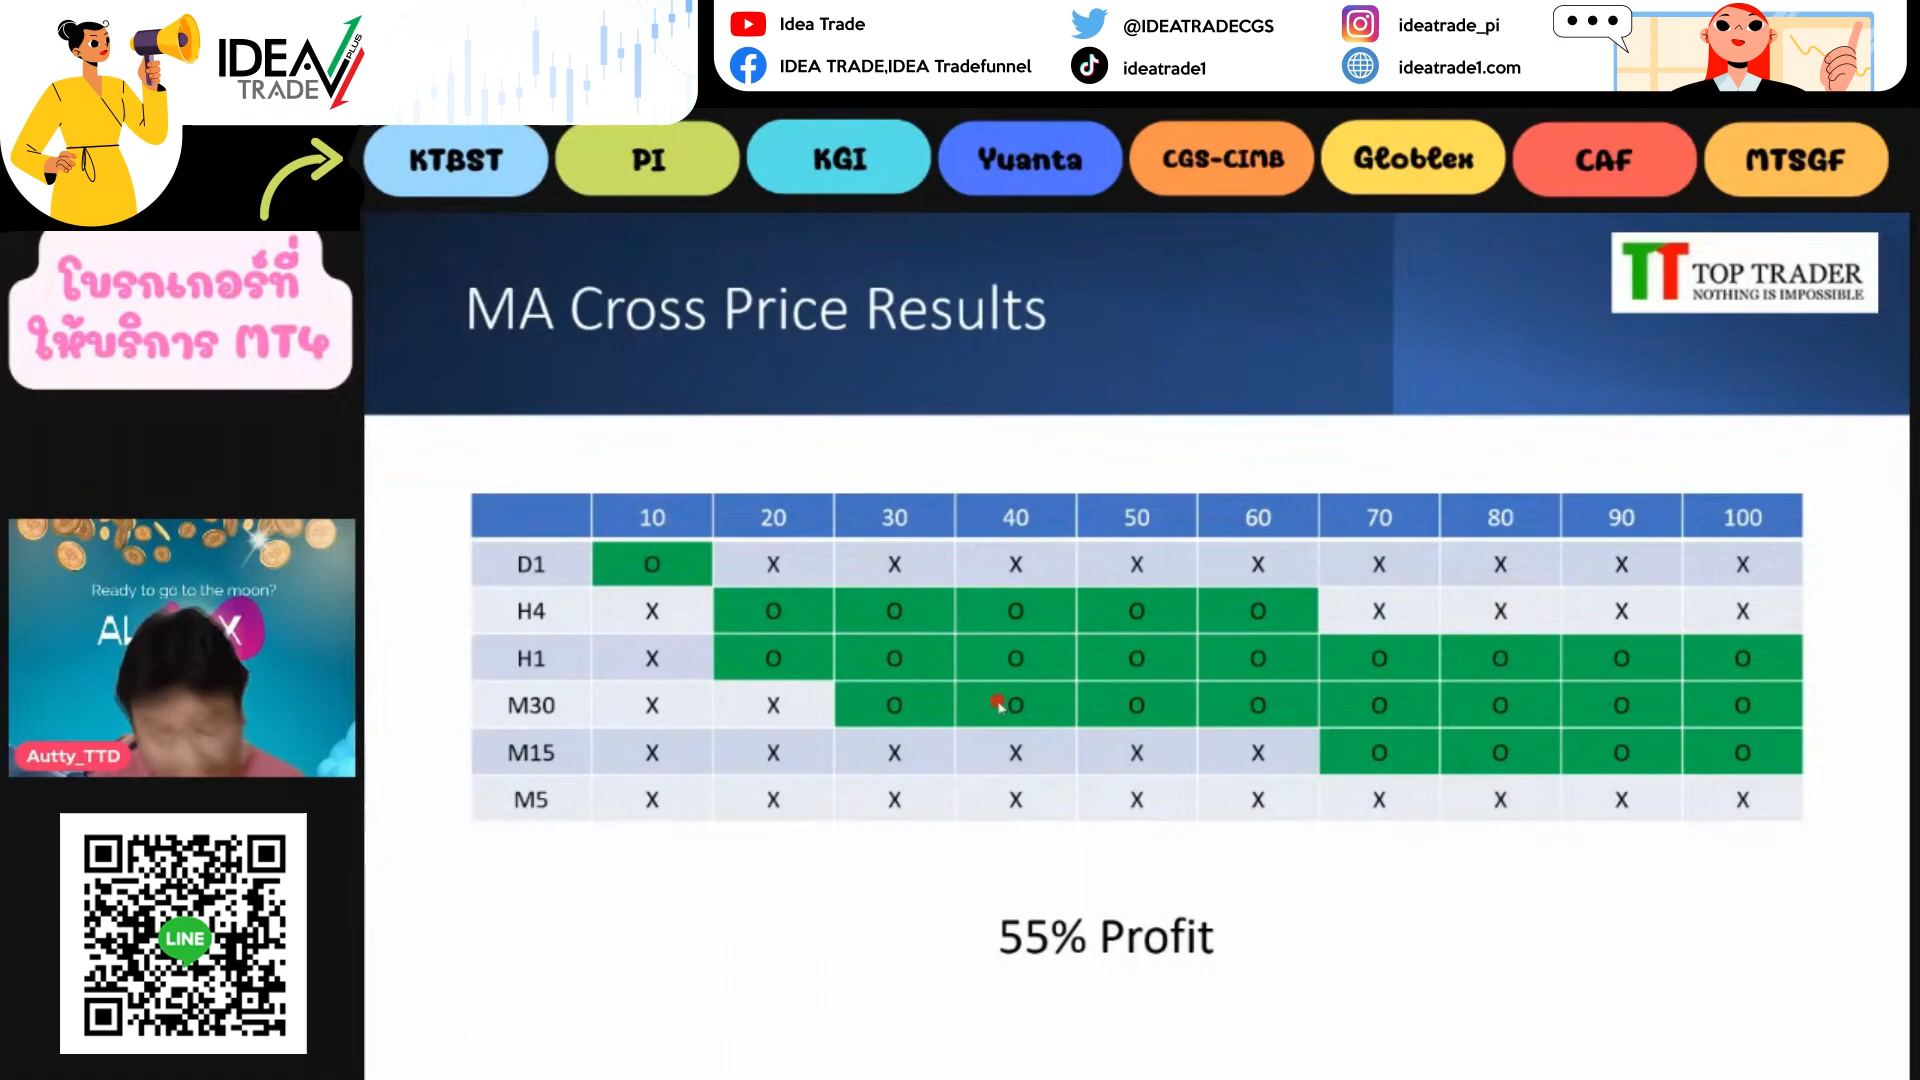 IDEA
TRADE
PLUS
Idea Trade
@IDEATRADECGS
ideatrade_pi
IDEA TRADE,IDEA Tradefunnel
ideatrade1
ideatrade1.com
KTBST
PI
KGI
Yuanta
CGS-CIMB
Globlex
CAF
MTSGF
โบรกเกอร์ที่
ให้บริการ MT4
MA Cross Price Results
TT TOP TRADER
NOTHING IS IMPOSSIBLE
10 20 30 40 50 60 70 80 90 100
D1 O X X X X X X X X X
H4 X O O O O O X X X X
H1 X O O O O O O O O O
M30 X X O O O O O O O O
M15 X X X X X X O O O O
M5 X X X X X X X X X X
55% Profit
Ready to go to the moon?
Autty_TTD
LINE